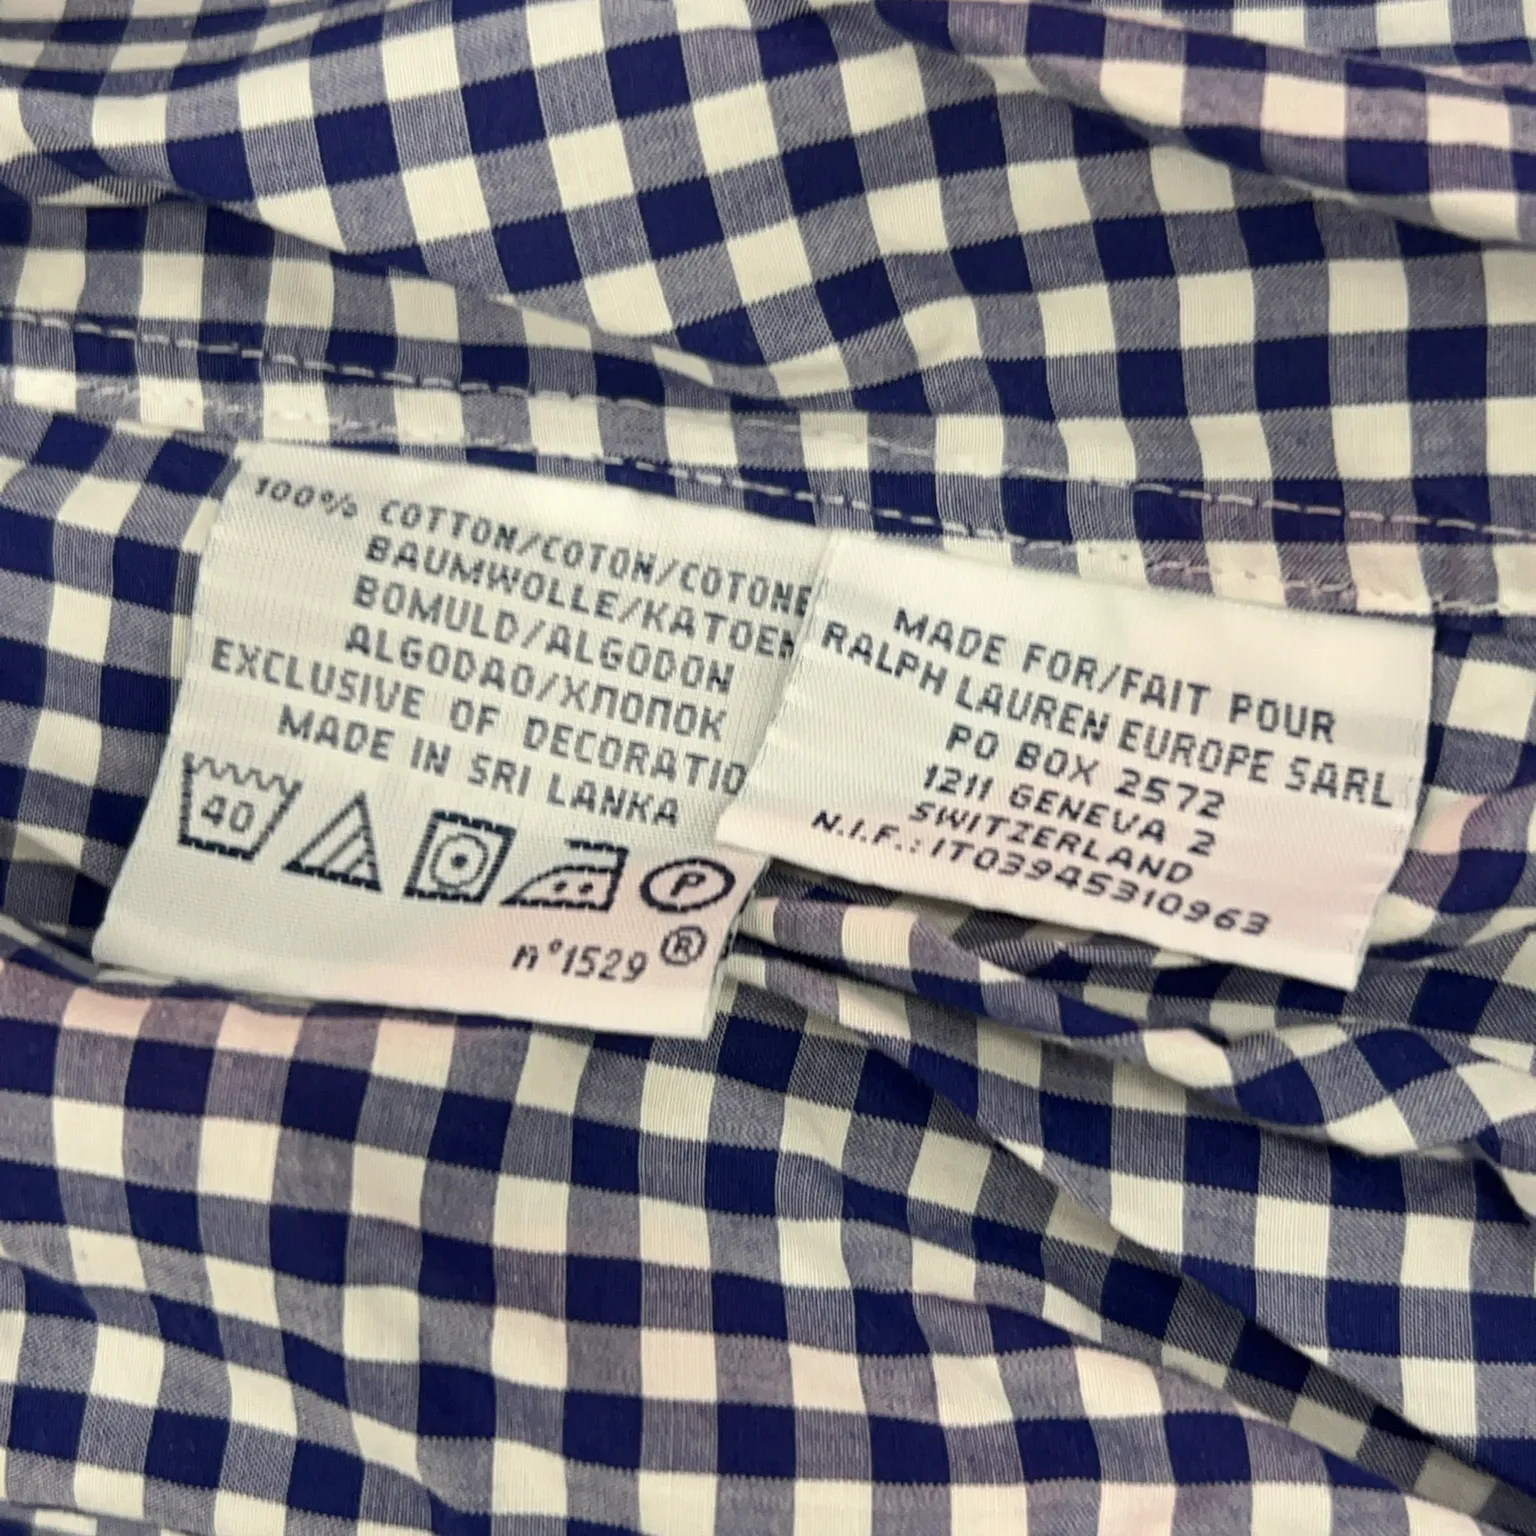 100% COTTON/COTON/COTONE
BAUMWOLLE/KATOEN
BOMULD/ALGODON
ALGODAO/ХЛОПОК
EXCLUSIVE OF DECORATIO
MADE IN SRI LANKA
40
P
n°1529 ®
MADE FOR/FAIT POUR
RALPH LAUREN EUROPE SARL
PO BOX 2572
1211 GENEVA 2
SWITZERLAND
N.I.F.: IT03945310963